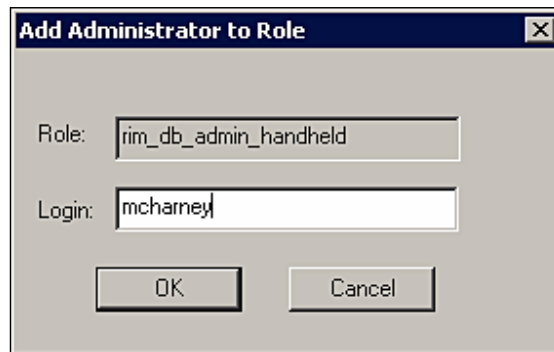 Add Administrator to Role
Role: rim_db_admin_handheld
Login: mcharney
OK Cancel